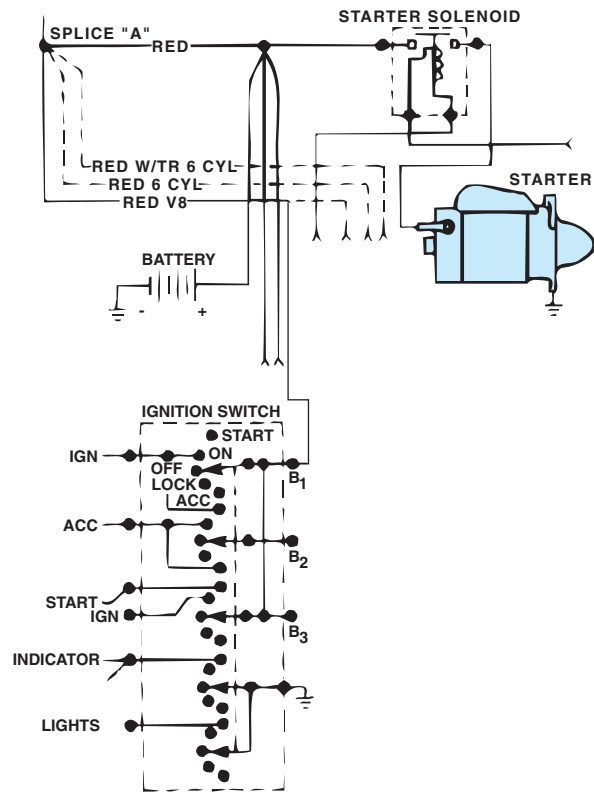 STARTER SOLENOID
SPLICE "A"
RED
RED W/TR 6 CYL
RED 6 CYL
RED V8
STARTER
BATTERY
- +
IGNITION SWITCH
START
IGN
ON
OFF
B1
LOCK
ACC
ACC
B2
START
IGN
B3
INDICATOR
LIGHTS